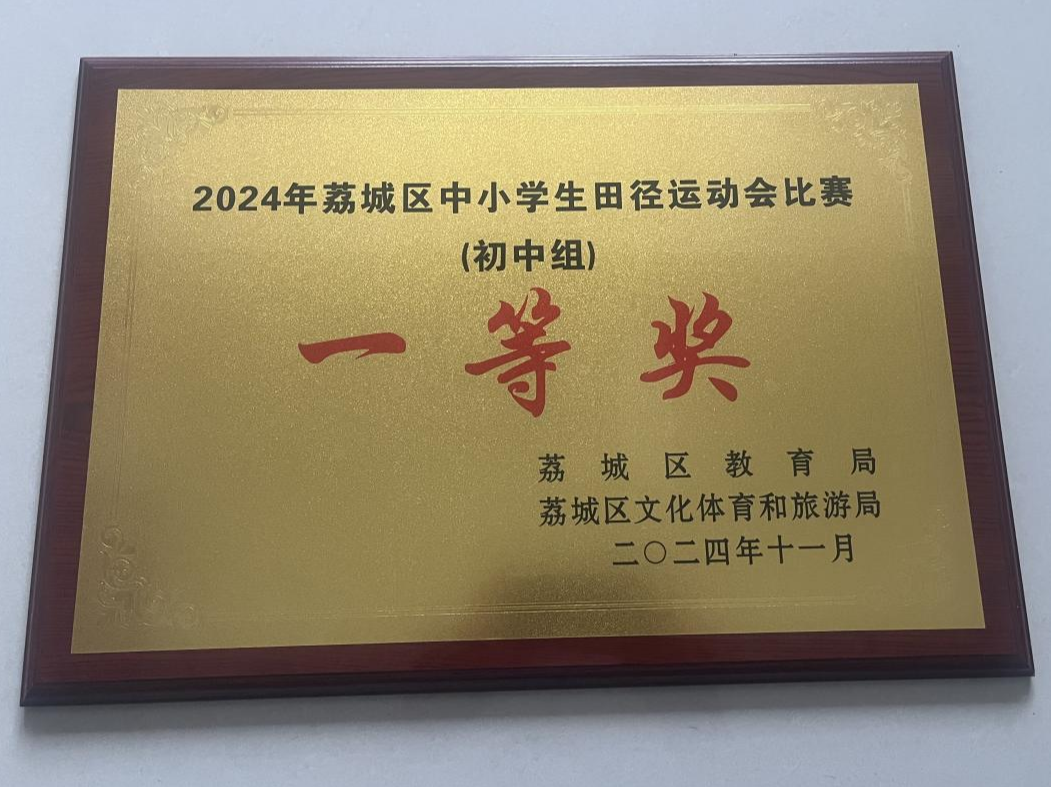 2024年荔城区中小学生田径运动会比赛
(初中组)
一等奖
荔城区教育局
荔城区文化体育和旅游局
二〇二四年十一月